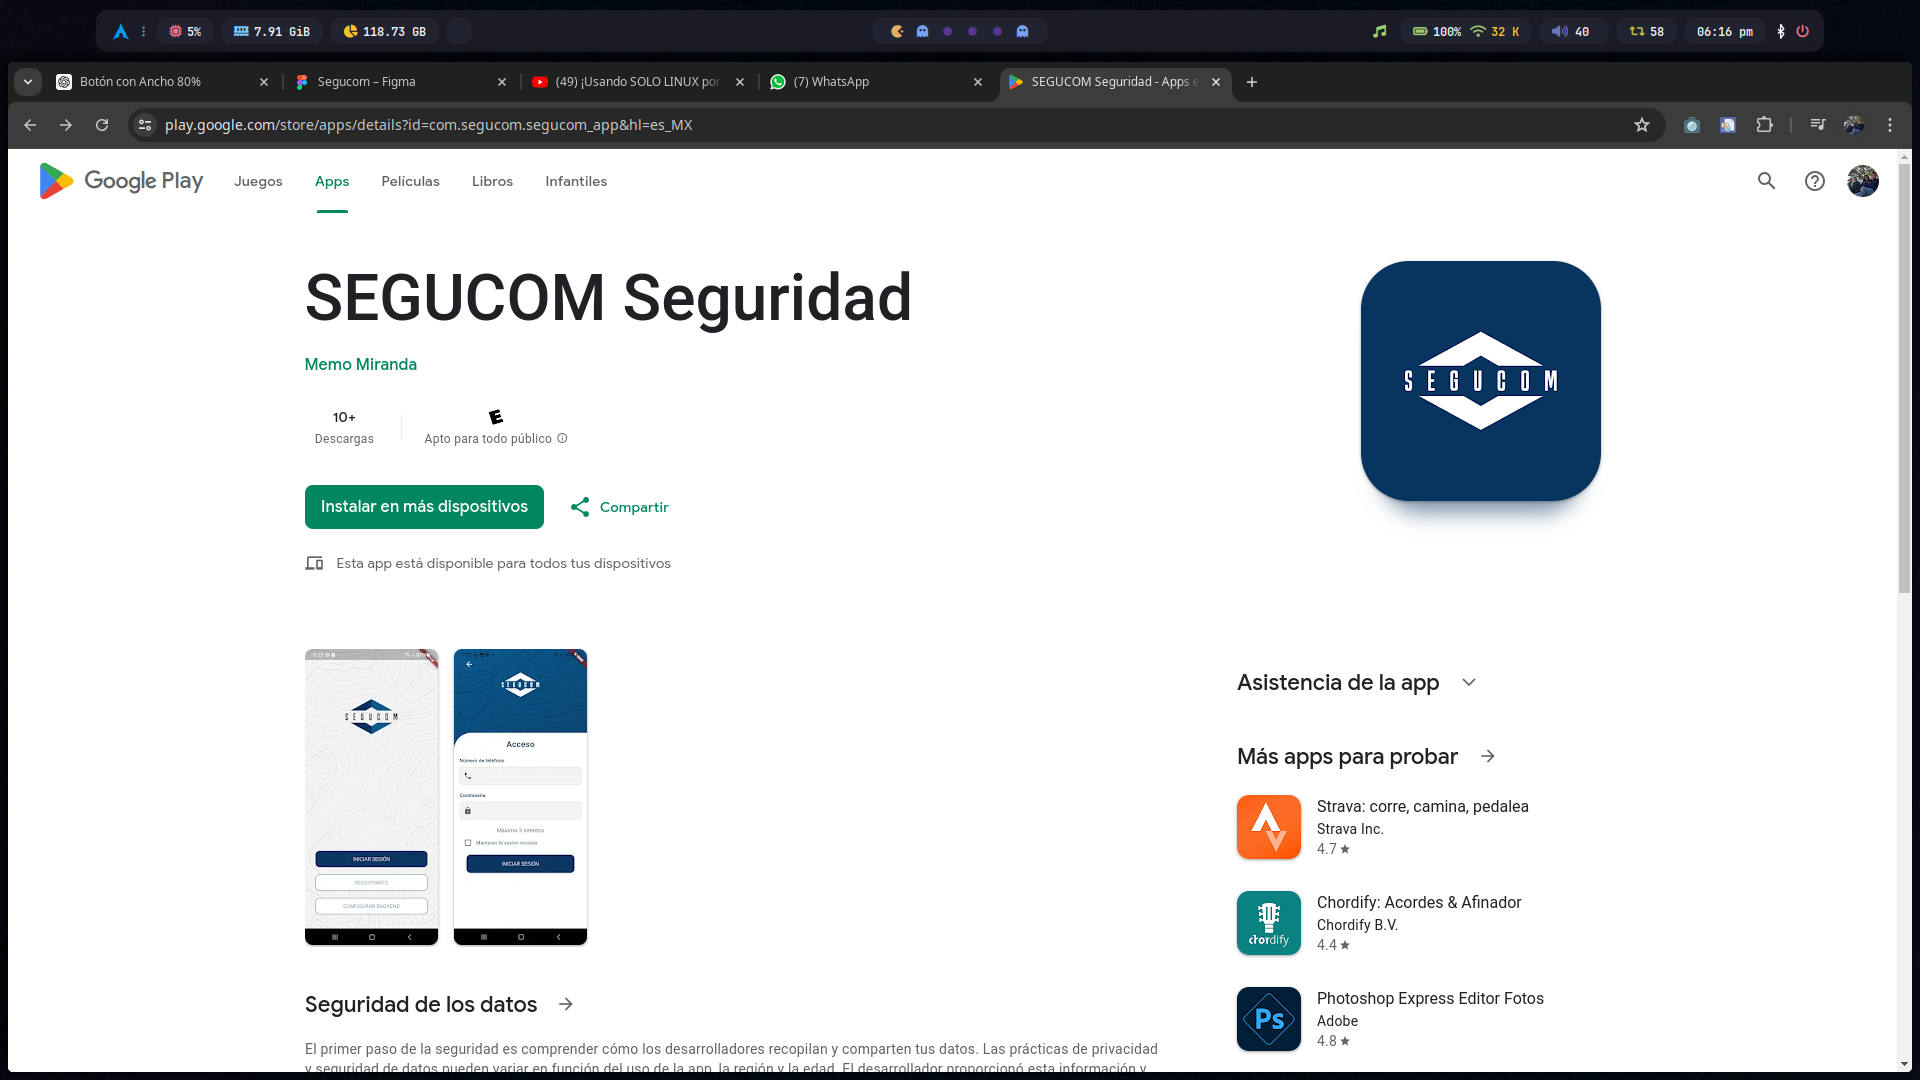 5%
7.91 GiB
118.73 GB
100%
32 K
40
58
06:16 pm
Botón con Ancho 80%
Segucom – Figma
(49) ¡Usando SOLO LINUX por
(7) WhatsApp
SEGUCOM Seguridad - Apps e
play.google.com/store/apps/details?id=com.segucom.segucom_app&hl=es_MX
Google Play
Juegos
Apps
Películas
Libros
Infantiles
SEGUCOM Seguridad
Memo Miranda
10+
Descargas
E
Apto para todo público
SEGUCOM
Instalar en más dispositivos
Compartir
Esta app está disponible para todos tus dispositivos
SEGUCOM
INICIAR SESIÓN
REGISTRARTE
CONFIGURAR BACKEND
SEGUCOM
Acceso
Número de teléfono
Contraseña
Máximo 3 intentos
Mantener la sesión iniciada
INICIAR SESIÓN
Asistencia de la app
Más apps para probar
Strava: corre, camina, pedalea
Strava Inc.
4.7
chordify
Chordify: Acordes & Afinador
Chordify B.V.
4.4
Ps
Photoshop Express Editor Fotos
Adobe
4.8
Seguridad de los datos
El primer paso de la seguridad es comprender cómo los desarrolladores recopilan y comparten tus datos. Las prácticas de privacidad
y seguridad de datos pueden variar en función del uso de la app, la región y la edad. El desarrollador proporcionó esta información y